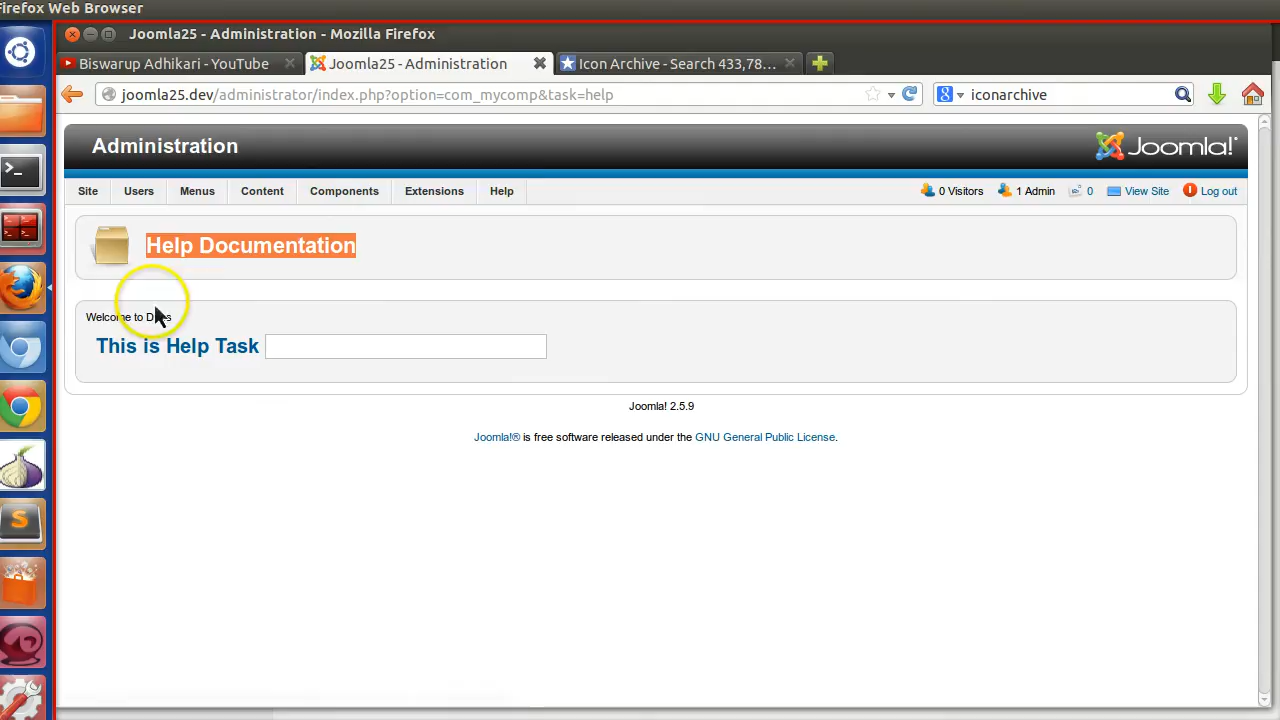 Firefox Web Browser
Joomla25 - Administration - Mozilla Firefox
Biswarup Adhikari - YouTube
Joomla25 - Administration
Icon Archive - Search 433,78...
joomla25.dev/administrator/index.php?option=com_mycomp&task=help
iconarchive
Administration
Joomla!
Site Users Menus Content Components Extensions Help
0 Visitors 1 Admin 0 View Site Log out
Help Documentation
Welcome to
This is Help Task
Joomla! 2.5.9
Joomla!® is free software released under the GNU General Public License.